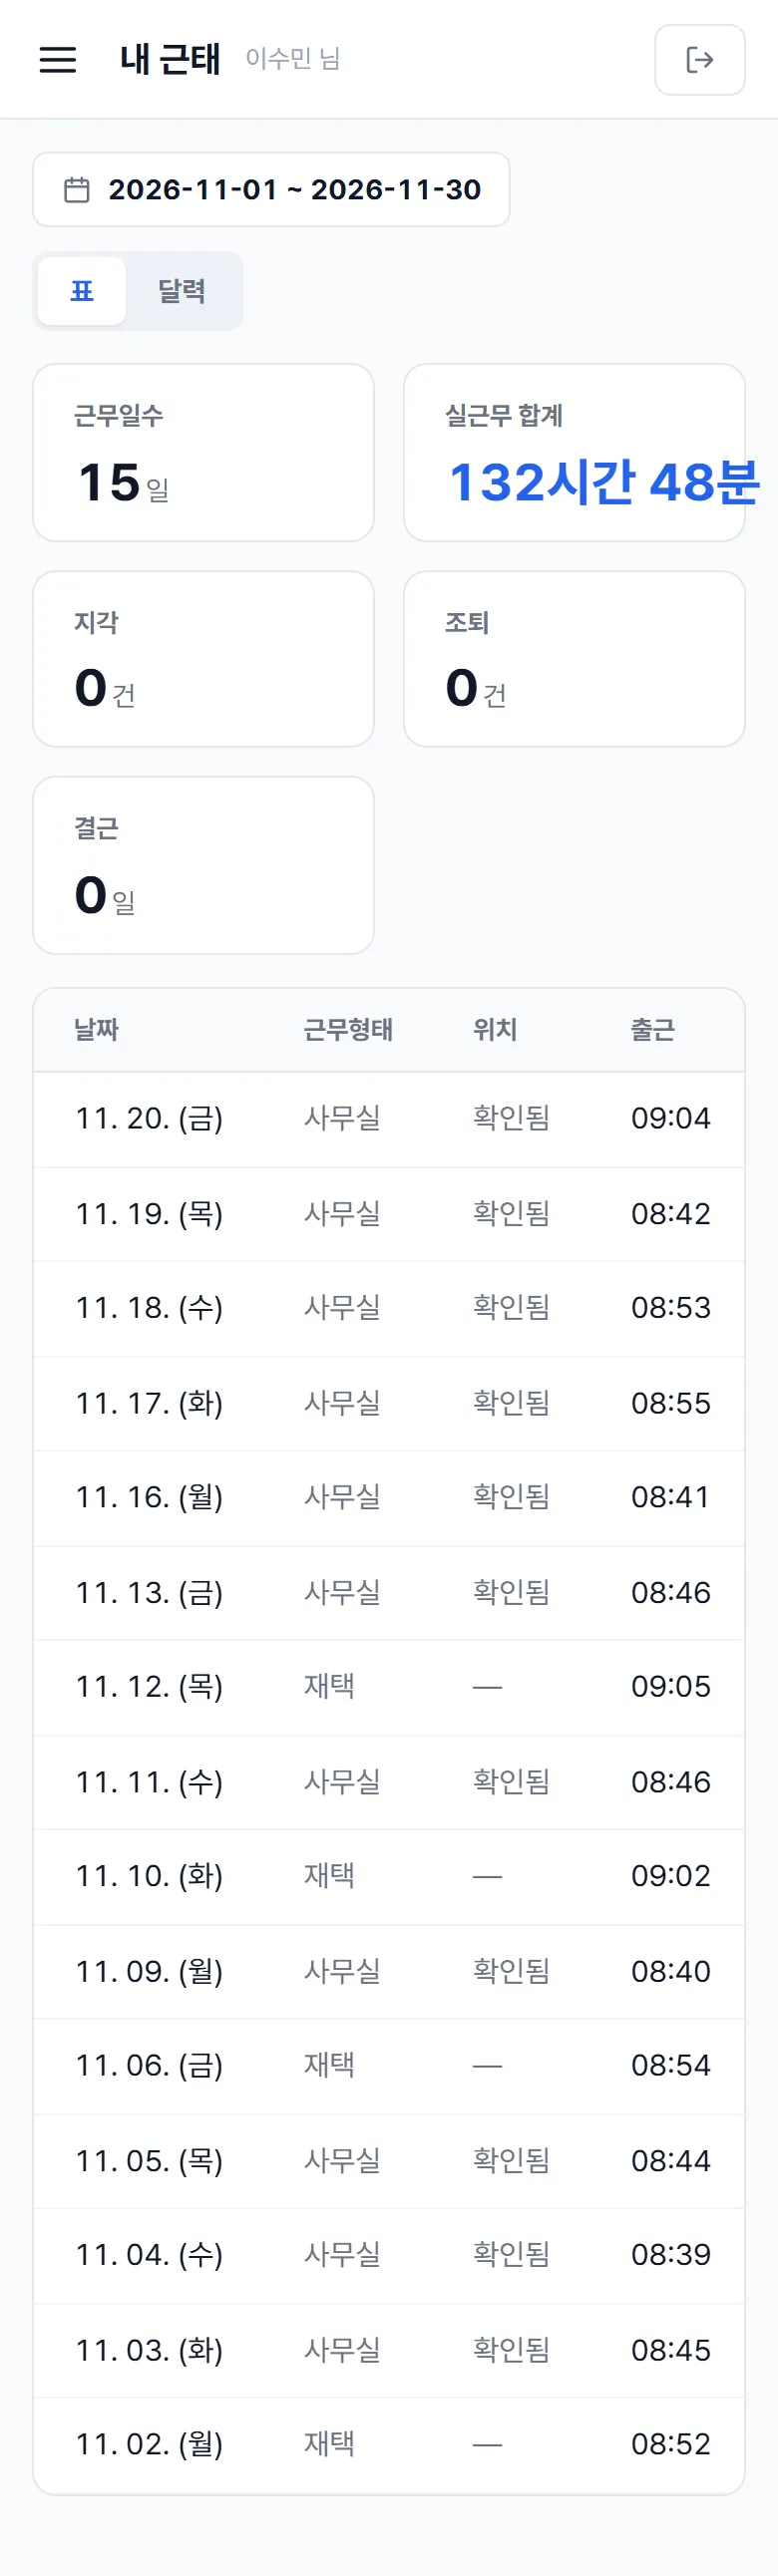 내 근태 이수민 님
2026-11-01 ~ 2026-11-30
표 달력
근무일수
15일
실근무 합계
132시간 48분
지각
0건
조퇴
0건
결근
0일
날짜 근무형태 위치 출근
11. 20. (금) 사무실 확인됨 09:04
11. 19. (목) 사무실 확인됨 08:42
11. 18. (수) 사무실 확인됨 08:53
11. 17. (화) 사무실 확인됨 08:55
11. 16. (월) 사무실 확인됨 08:41
11. 13. (금) 사무실 확인됨 08:46
11. 12. (목) 재택 — 09:05
11. 11. (수) 사무실 확인됨 08:46
11. 10. (화) 재택 — 09:02
11. 09. (월) 사무실 확인됨 08:40
11. 06. (금) 재택 — 08:54
11. 05. (목) 사무실 확인됨 08:44
11. 04. (수) 사무실 확인됨 08:39
11. 03. (화) 사무실 확인됨 08:45
11. 02. (월) 재택 — 08:52